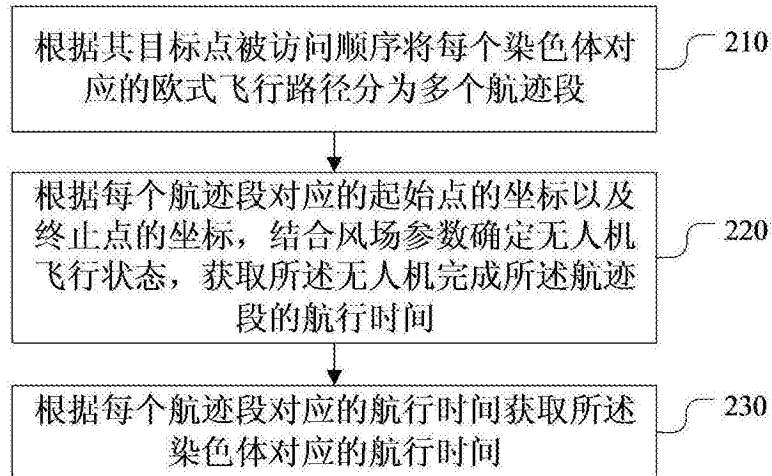 根据其目标点被访问顺序将每个染色体对
应的欧式飞行路径分为多个航迹段
210
根据每个航迹段对应的起始点的坐标以及
终止点的坐标，结合风场参数确定无人机
飞行状态，获取所述无人机完成所述航迹
段的航行时间
220
根据每个航迹段对应的航行时间获取所述
染色体对应的航行时间
230